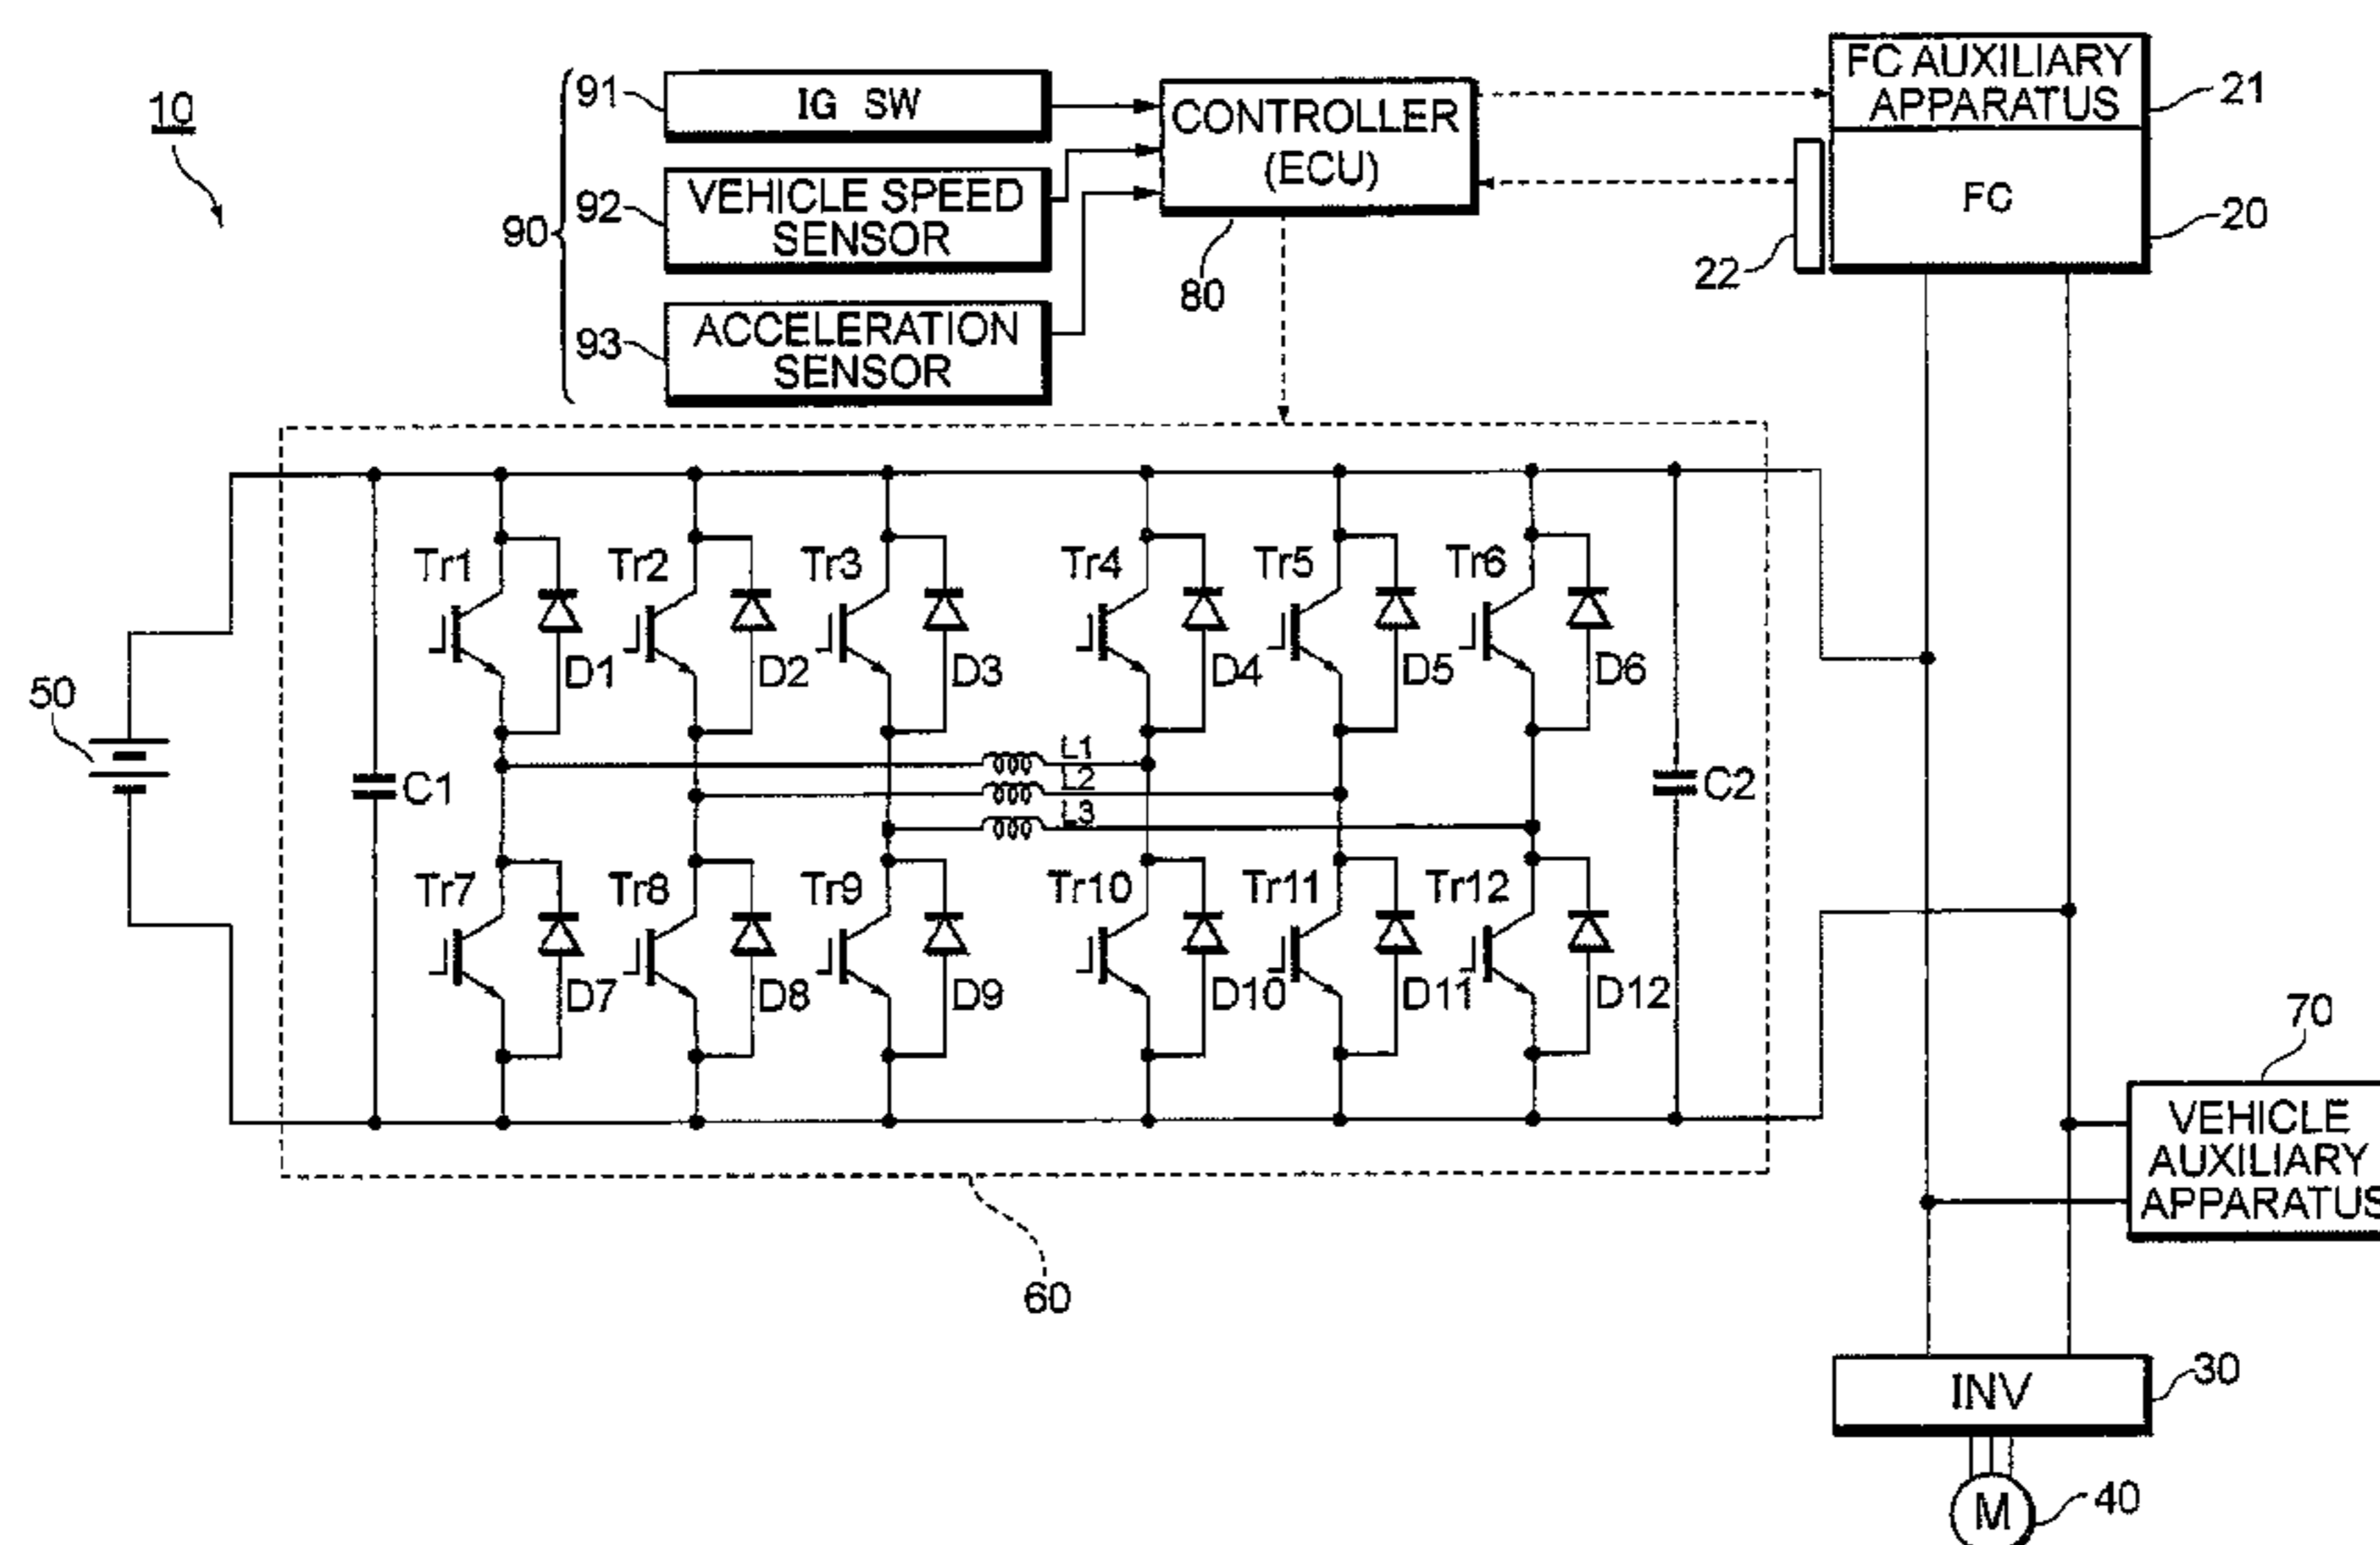 10
90
91
IG SW
92
VEHICLE SPEED
SENSOR
93
ACCELERATION
SENSOR
CONTROLLER
(ECU)
80
FC AUXILIARY
APPARATUS
21
FC
20
22
50
C1
Tr1
D1
Tr2
D2
Tr3
D3
Tr4
D4
Tr5
D5
Tr6
D6
L1
L2
L3
C2
Tr7
D7
Tr8
D8
Tr9
D9
Tr10
D10
Tr11
D11
Tr12
D12
60
70
VEHICLE
AUXILIARY
APPARATUS
INV
30
M
40